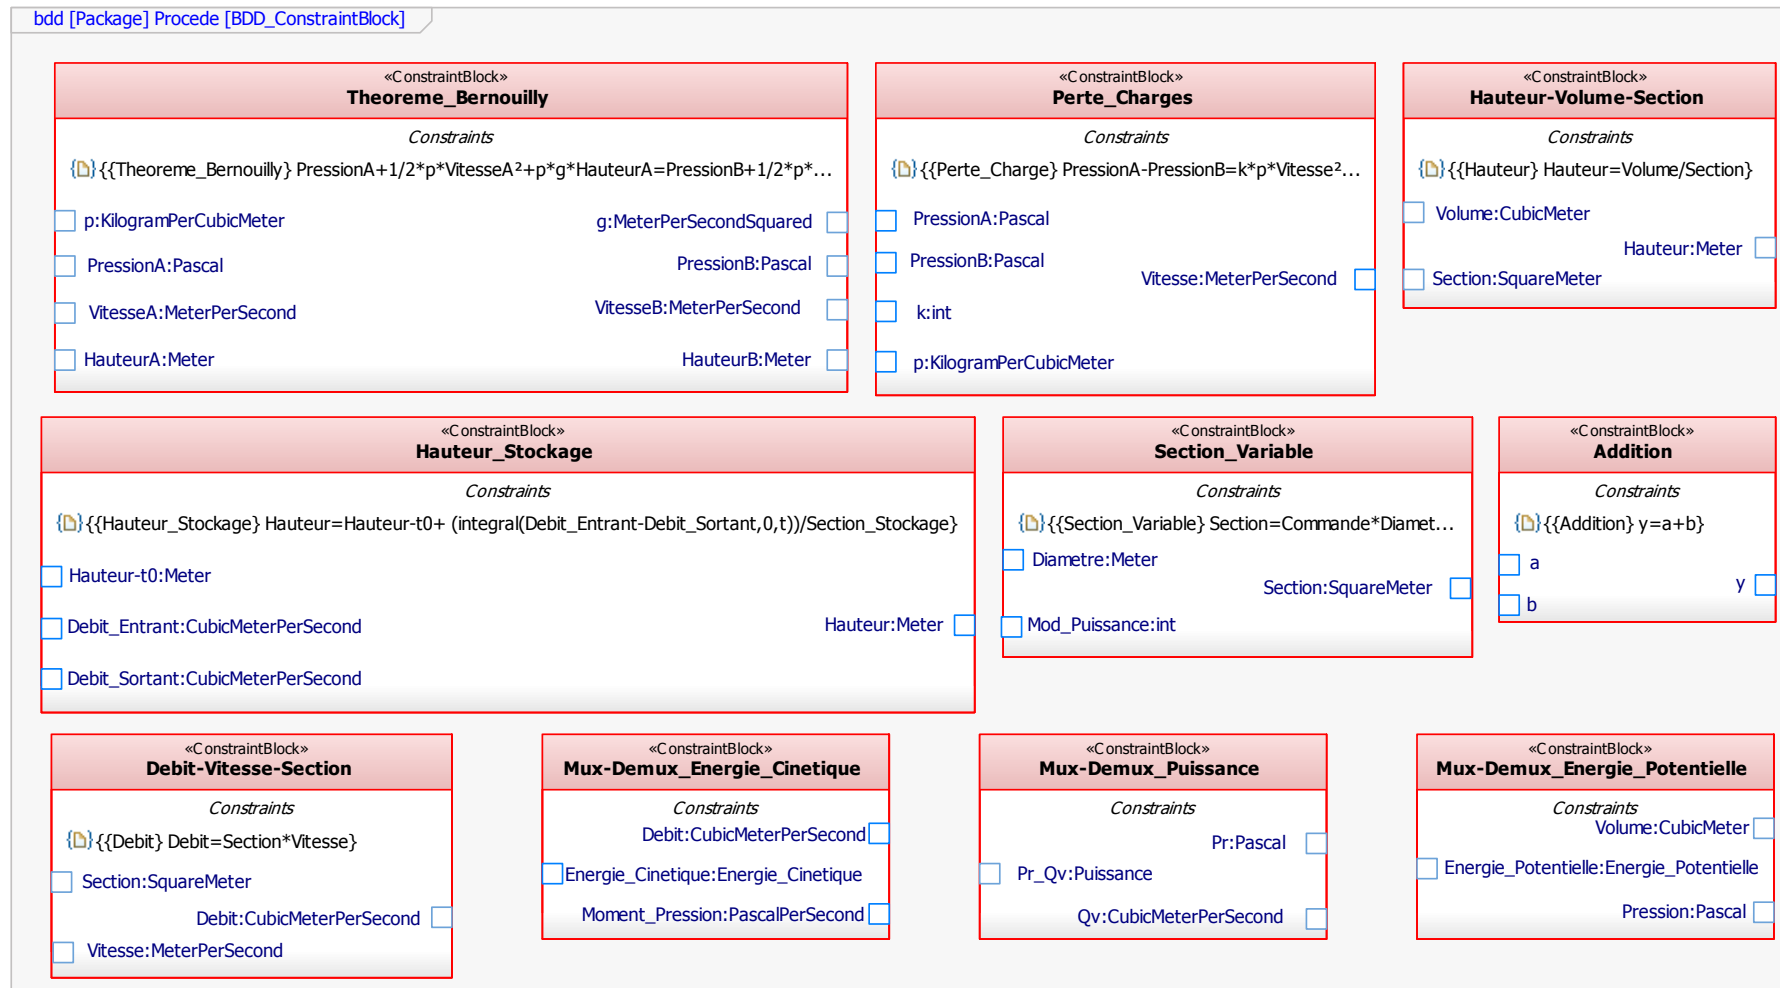 bdd [Package] Procede [BDD_ConstraintBlock]
«ConstraintBlock»
Theoreme_Bernouilly
Constraints
{{Theoreme_Bernouilly} PressionA+1/2*p*VitesseA²+p*g*HauteurA=PressionB+1/2*p*...
p:KilogramPerCubicMeter
g:MeterPerSecondSquared
PressionA:Pascal
PressionB:Pascal
VitesseA:MeterPerSecond
VitesseB:MeterPerSecond
HauteurA:Meter
HauteurB:Meter
«ConstraintBlock»
Perte_Charges
Constraints
{{Perte_Charge} PressionA-PressionB=k*p*Vitesse²...
PressionA:Pascal
PressionB:Pascal
Vitesse:MeterPerSecond
k:int
p:KilogramPerCubicMeter
«ConstraintBlock»
Hauteur-Volume-Section
Constraints
{{Hauteur} Hauteur=Volume/Section}
Volume:CubicMeter
Hauteur:Meter
Section:SquareMeter
«ConstraintBlock»
Hauteur_Stockage
Constraints
{{Hauteur_Stockage} Hauteur=Hauteur-t0+ (integral(Debit_Entrant-Debit_Sortant,0,t))/Section_Stockage}
Hauteur-t0:Meter
Debit_Entrant:CubicMeterPerSecond
Hauteur:Meter
Debit_Sortant:CubicMeterPerSecond
«ConstraintBlock»
Section_Variable
Constraints
{{Section_Variable} Section=Commande*Diamet...
Diametre:Meter
Section:SquareMeter
Mod_Puissance:int
«ConstraintBlock»
Addition
Constraints
{{Addition} y=a+b}
a
y
b
«ConstraintBlock»
Debit-Vitesse-Section
Constraints
{{Debit} Debit=Section*Vitesse}
Section:SquareMeter
Debit:CubicMeterPerSecond
Vitesse:MeterPerSecond
«ConstraintBlock»
Mux-Demux_Energie_Cinetique
Constraints
Debit:CubicMeterPerSecond
Energie_Cinetique:Energie_Cinetique
Moment_Pression:PascalPerSecond
«ConstraintBlock»
Mux-Demux_Puissance
Constraints
Pr:Pascal
Pr_Qv:Puissance
Qv:CubicMeterPerSecond
«ConstraintBlock»
Mux-Demux_Energie_Potentielle
Constraints
Volume:CubicMeter
Energie_Potentielle:Energie_Potentielle
Pression:Pascal